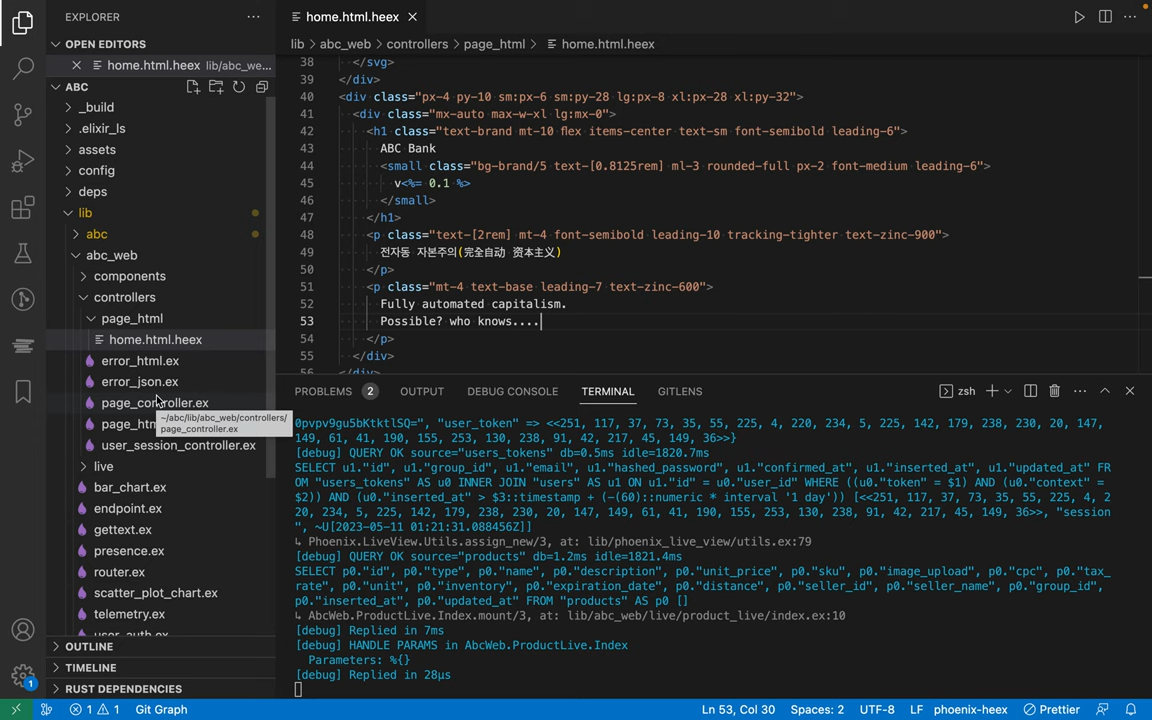 EXPLORER
home.html.heex
OPEN EDITORS
home.html.heex lib/abc_we...
lib > abc_web > controllers > page_html > home.html.heex
ABC
_build
.elixir_ls
assets
config
deps
lib
abc
abc_web
components
controllers
page_html
home.html.heex
error_html.ex
error_json.ex
page_controller.ex
~/abc/lib/abc_web/controllers/
page_controller.ex
user_session_controller.ex
live
bar_chart.ex
endpoint.ex
gettext.ex
presence.ex
router.ex
scatter_plot_chart.ex
telemetry.ex
OUTLINE
TIMELINE
RUST DEPENDENCIES
38 </svg>
39 </div>
40 <div class="px-4 py-10 sm:px-6 sm:py-28 lg:px-8 xl:px-28 xl:py-32">
41 <div class="mx-auto max-w-xl lg:mx-0">
42 <h1 class="text-brand mt-10 flex items-center text-sm font-semibold leading-6">
43 ABC Bank
44 <small class="bg-brand/5 text-[0.8125rem] ml-3 rounded-full px-2 font-medium leading-6">
45 v<%= 0.1 %>
46 </small>
47 </h1>
48 <p class="text-[2rem] mt-4 font-semibold leading-10 tracking-tighter text-zinc-900">
49 전자동 자본주의(完全自动 资本主义)
50 </p>
51 <p class="mt-4 text-base leading-7 text-zinc-600">
52 Fully automated capitalism.
53 Possible? who knows....
54 </p>
55 </div>
56 </div>
PROBLEMS 2 OUTPUT DEBUG CONSOLE TERMINAL GITLENS zsh
0pvpv9gu5bKtktlSQ=", "user_token" => <<251, 117, 37, 73, 35, 55, 225, 4, 220, 234, 5, 225, 142, 179, 238, 230, 20, 147,
149, 61, 41, 190, 155, 253, 130, 238, 91, 42, 217, 45, 149, 36>>}
[debug] QUERY OK source="users_tokens" db=0.5ms idle=1820.7ms
SELECT u1."id", u1."group_id", u1."email", u1."hashed_password", u1."confirmed_at", u1."inserted_at", u1."updated_at" FR
OM "users_tokens" AS u0 INNER JOIN "users" AS u1 ON u1."id" = u0."user_id" WHERE ((u0."token" = $1) AND (u0."context" =
$2)) AND (u0."inserted_at" > $3::timestamp + (-(60)::numeric * interval '1 day')) [<<251, 117, 37, 73, 35, 55, 225, 4, 2
20, 234, 5, 225, 142, 179, 238, 230, 20, 147, 149, 61, 41, 190, 155, 253, 130, 238, 91, 42, 217, 45, 149, 36>>, "session
", ~U[2023-05-11 01:21:31.088456Z]]
↳ Phoenix.LiveView.Utils.assign_new/3, at: lib/phoenix_live_view/utils.ex:79
[debug] QUERY OK source="products" db=1.2ms idle=1821.4ms
SELECT p0."id", p0."type", p0."name", p0."description", p0."unit_price", p0."sku", p0."image_upload", p0."cpc", p0."tax_
rate", p0."unit", p0."inventory", p0."expiration_date", p0."distance", p0."seller_id", p0."seller_name", p0."group_id",
p0."inserted_at", p0."updated_at" FROM "products" AS p0 []
↳ AbcWeb.ProductLive.Index.mount/3, at: lib/abc_web/live/product_live/index.ex:10
[debug] Replied in 7ms
[debug] HANDLE PARAMS in AbcWeb.ProductLive.Index
Parameters: %{}
[debug] Replied in 28µs
1
1 1 Git Graph Ln 53, Col 30 Spaces: 2 UTF-8 LF phoenix-heex Prettier